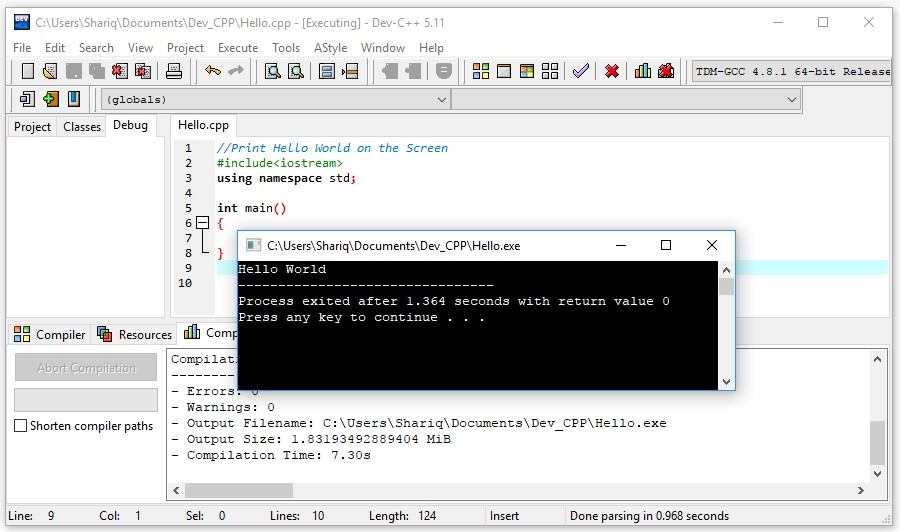 C:\Users\Shariq\Documents\Dev_CPP\Hello.cpp - [Executing] - Dev-C++ 5.11
File Edit Search View Project Execute Tools AStyle Window Help
TDM-GCC 4.8.1 64-bit Release
(globals)
Project Classes Debug
Hello.cpp
1 //Print Hello World on the Screen
2 #include<iostream>
3 using namespace std;
4
5 int main()
6 {
7
8 }
9
10
C:\Users\Shariq\Documents\Dev_CPP\Hello.exe
Hello World
--------------------------------
Process exited after 1.364 seconds with return value 0
Press any key to continue . . .
Compiler Resources Comp
Abort Compilation
Shorten compiler paths
Compilat
--------
- Errors: 0
- Warnings: 0
- Output Filename: C:\Users\Shariq\Documents\Dev_CPP\Hello.exe
- Output Size: 1.83193492889404 MiB
- Compilation Time: 7.30s
Line: 9 Col: 1 Sel: 0 Lines: 10 Length: 124 Insert Done parsing in 0.968 seconds